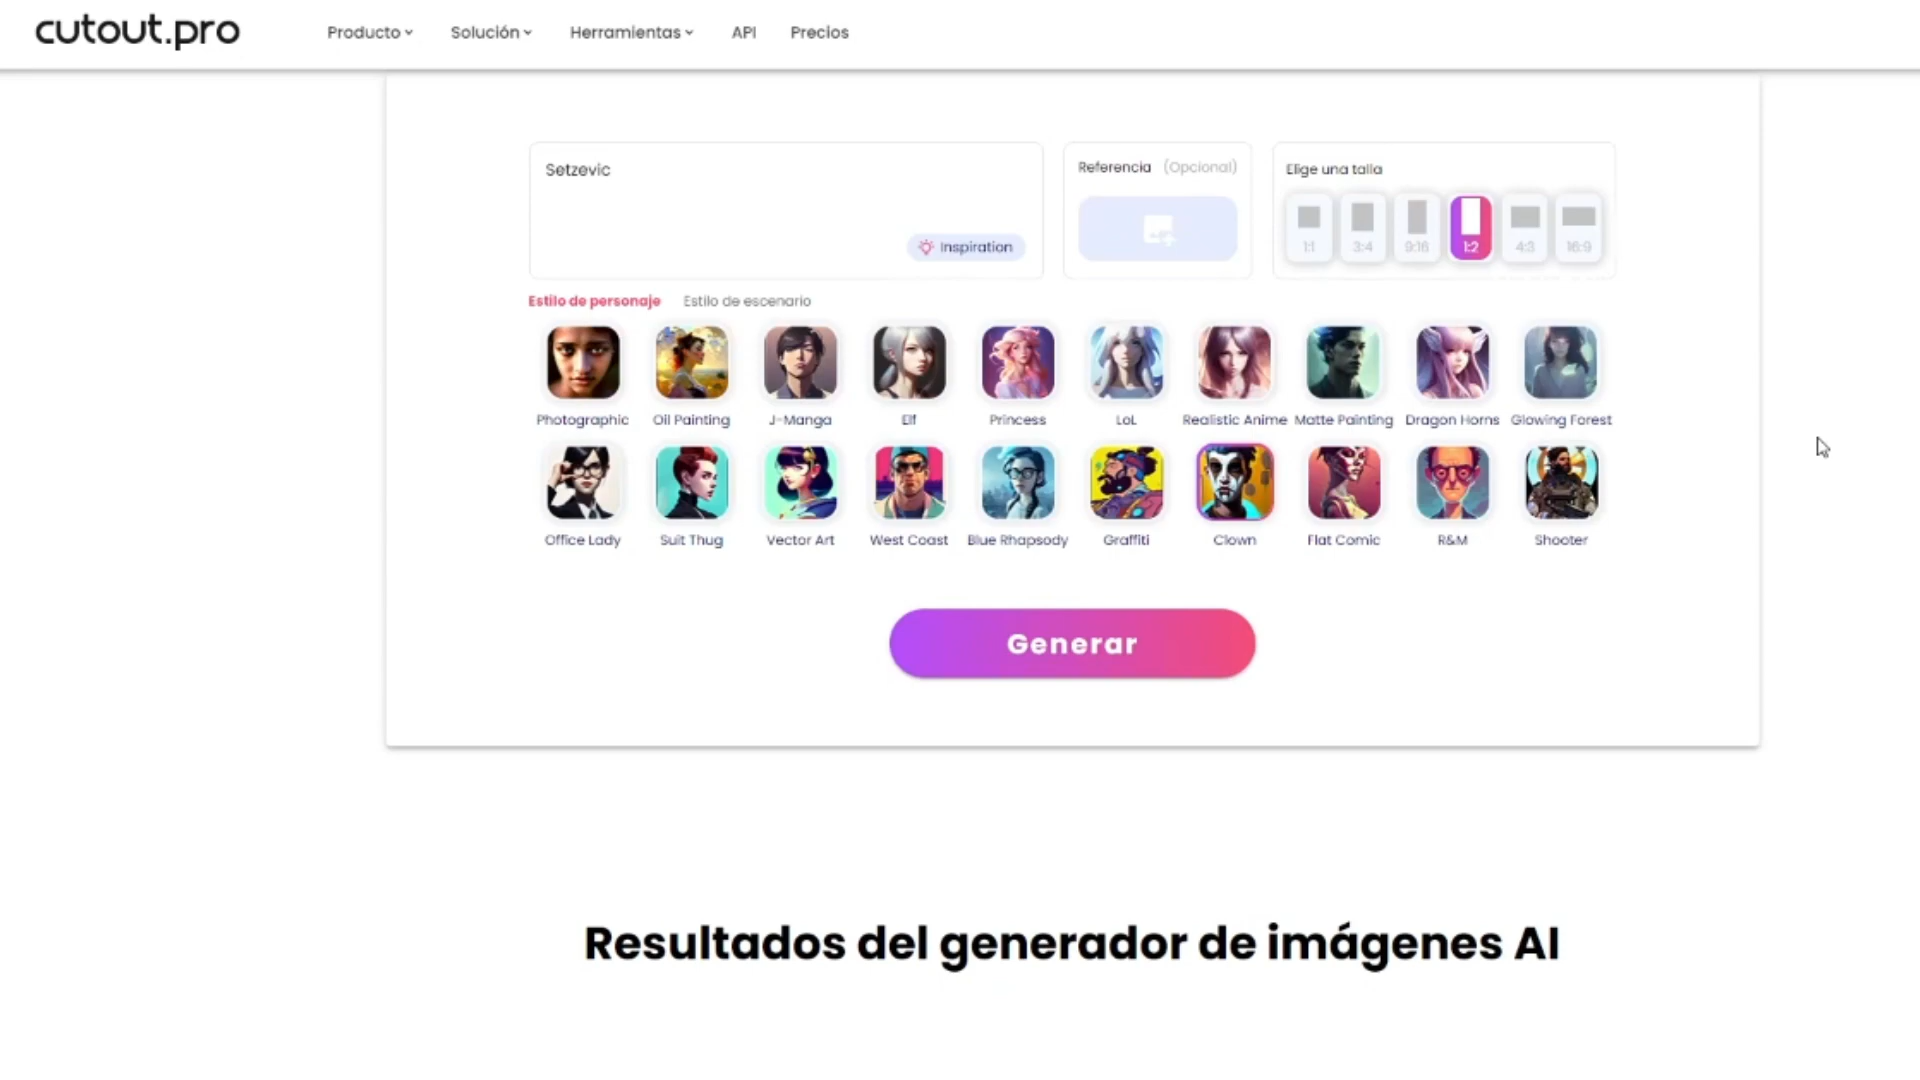 cutout.pro
Producto Solución Herramientas API Precios
Setzevic
Inspiration
Referencia (Opcional)
Elige una talla
1:1 3:4 9:16 1:2 4:3 16:9
Estilo de personaje Estilo de escenario
Photographic Oil Painting J-Manga Elf Princess LoL Realistic Anime Matte Painting Dragon Horns Glowing Forest
Office Lady Suit Thug Vector Art West Coast Blue Rhapsody Graffiti Clown Flat Comic R&M Shooter
Generar
Resultados del generador de imágenes AI